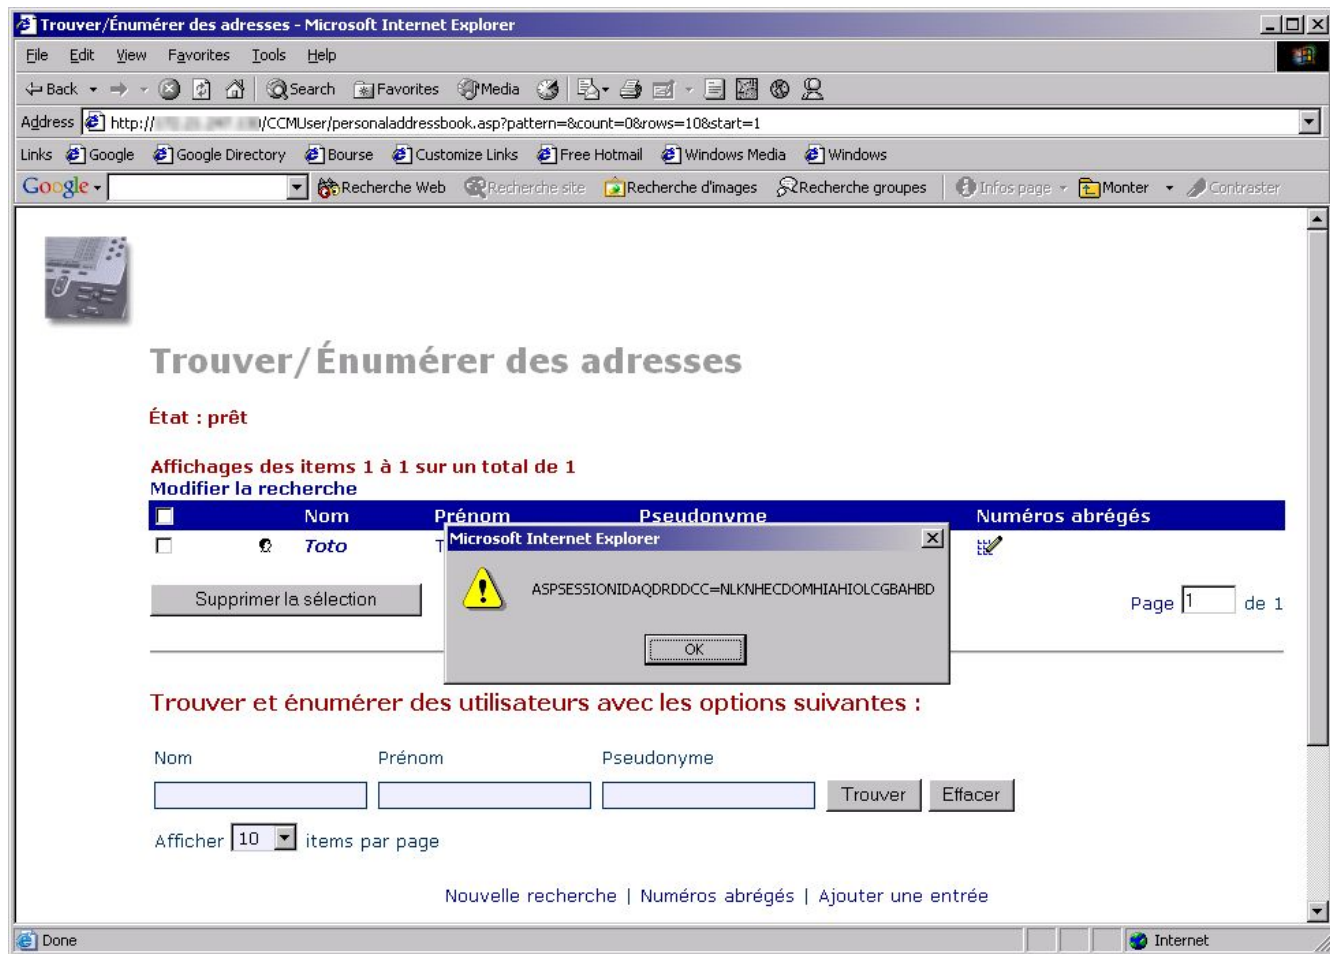 Trouver/Énumérer des adresses - Microsoft Internet Explorer
File Edit View Favorites Tools Help
Back Search Favorites Media
Address http:// /CCMUser/personaladdressbook.asp?pattern=&count=0&rows=10&start=1
Links Google Google Directory Bourse Customize Links Free Hotmail Windows Media Windows
Google Recherche Web Recherche site Recherche d'images Recherche groupes Infos page Monter Contraster
Trouver/Énumérer des adresses
État : prêt
Affichages des items 1 à 1 sur un total de 1
Modifier la recherche
Nom Prénom Pseudonyme Numéros abrégés
Toto T
Microsoft Internet Explorer
ASPSESSIONIDAQDRDDCC=NLKNHECDOMHIAHIOLCGBAHBD
OK
Supprimer la sélection
Page 1 de 1
Trouver et énumérer des utilisateurs avec les options suivantes :
Nom Prénom Pseudonyme
Trouver Effacer
Afficher 10 items par page
Nouvelle recherche | Numéros abrégés | Ajouter une entrée
Done Internet